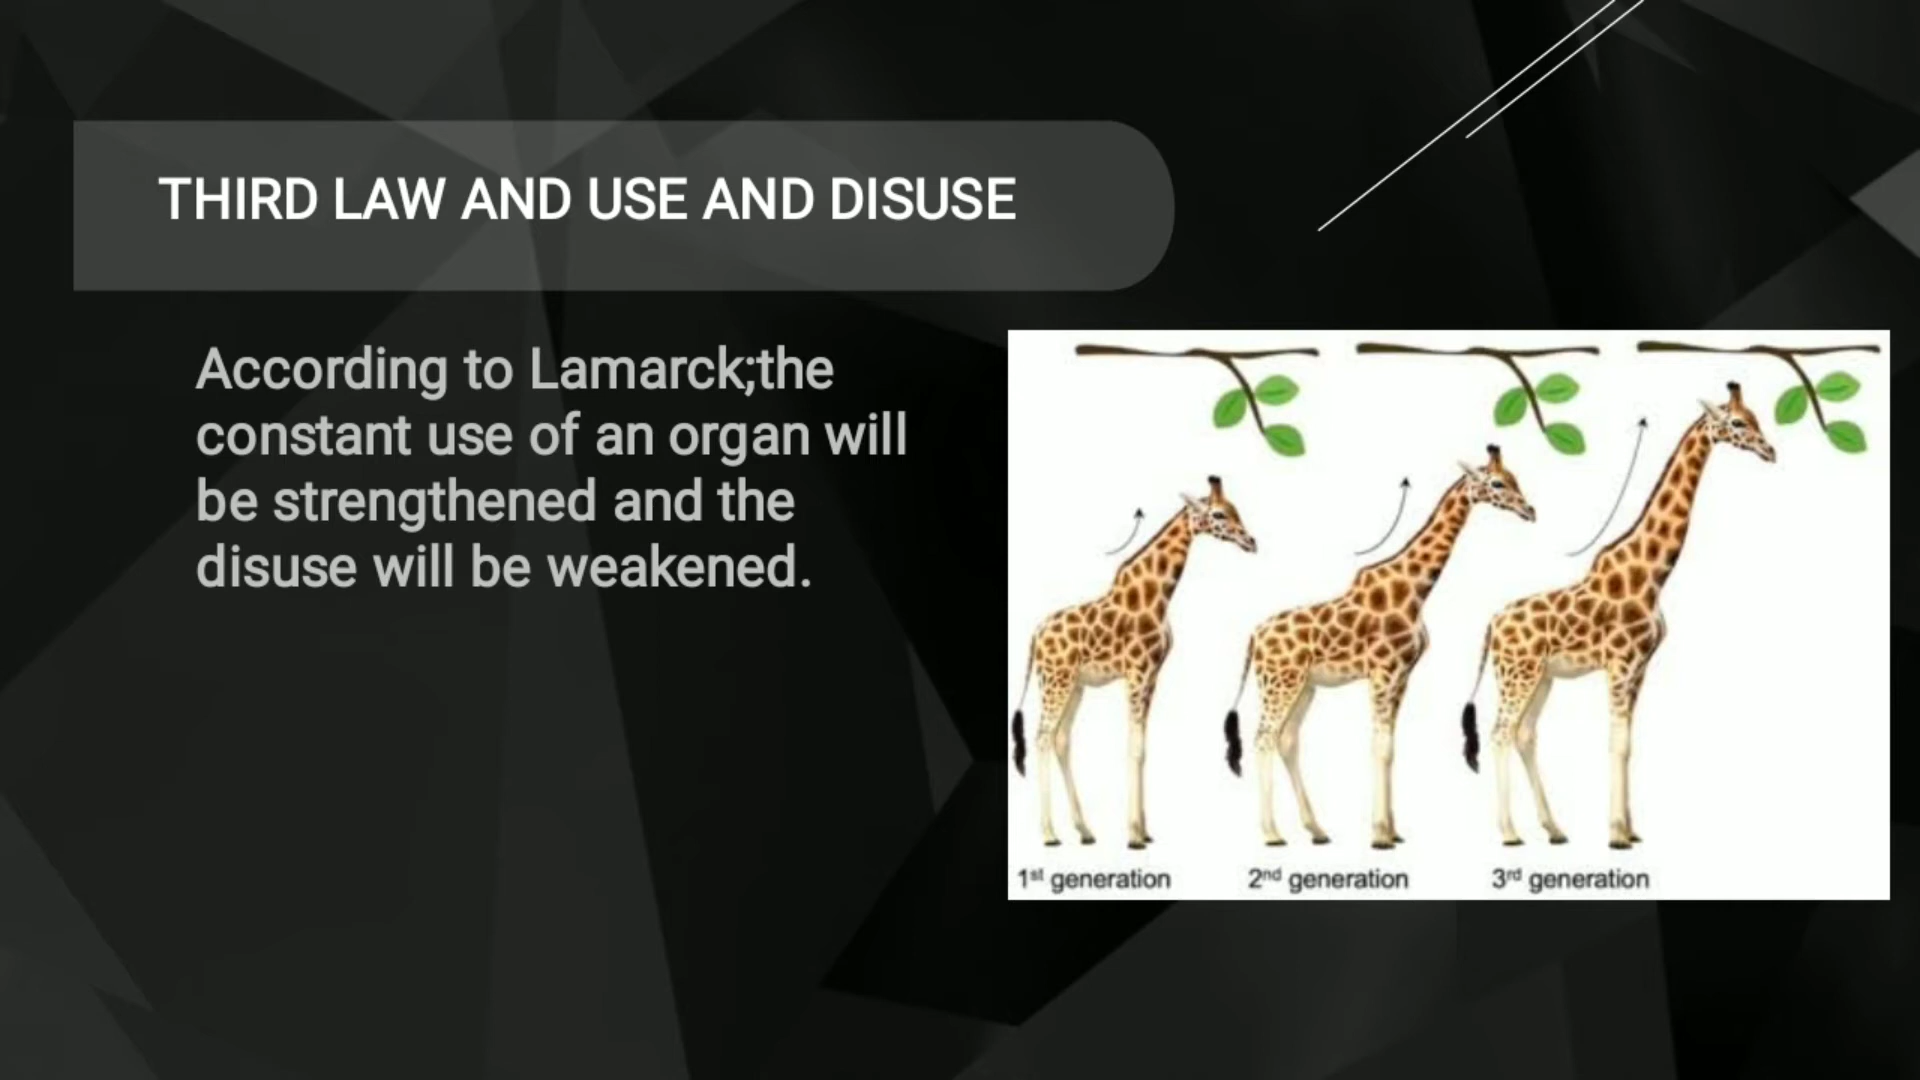 THIRD LAW AND USE AND DISUSE
According to Lamarck;the
constant use of an organ will
be strengthened and the
disuse will be weakened.
1st generation
2nd generation
3rd generation